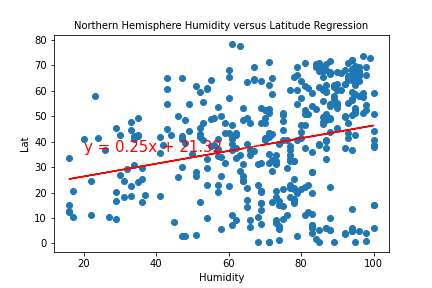 Northern Hemisphere Humidity versus Latitude Regression
80
70
60
50
40
30
20
10
0
Lat
y = 0.25x + 21.32
20 40 60 80 100
Humidity